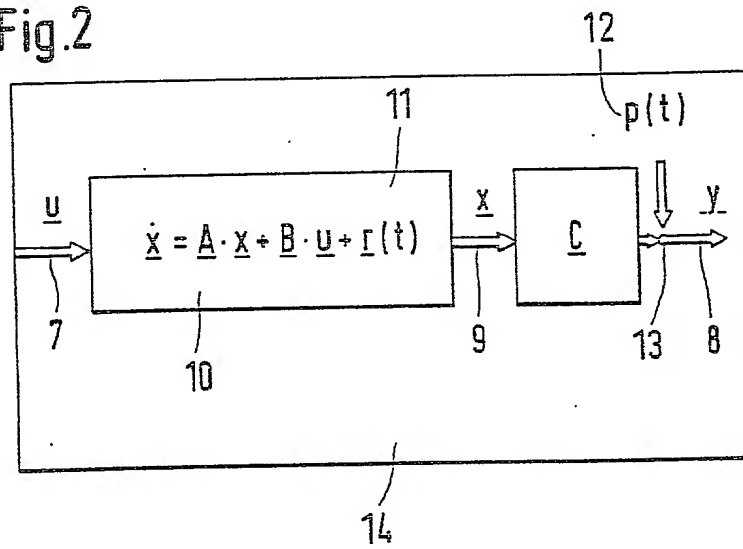 Fig.2
12
11
p(t)
u
x
y
ẋ = A · x + B · u + r(t)
C
7
9
13
8
10
14